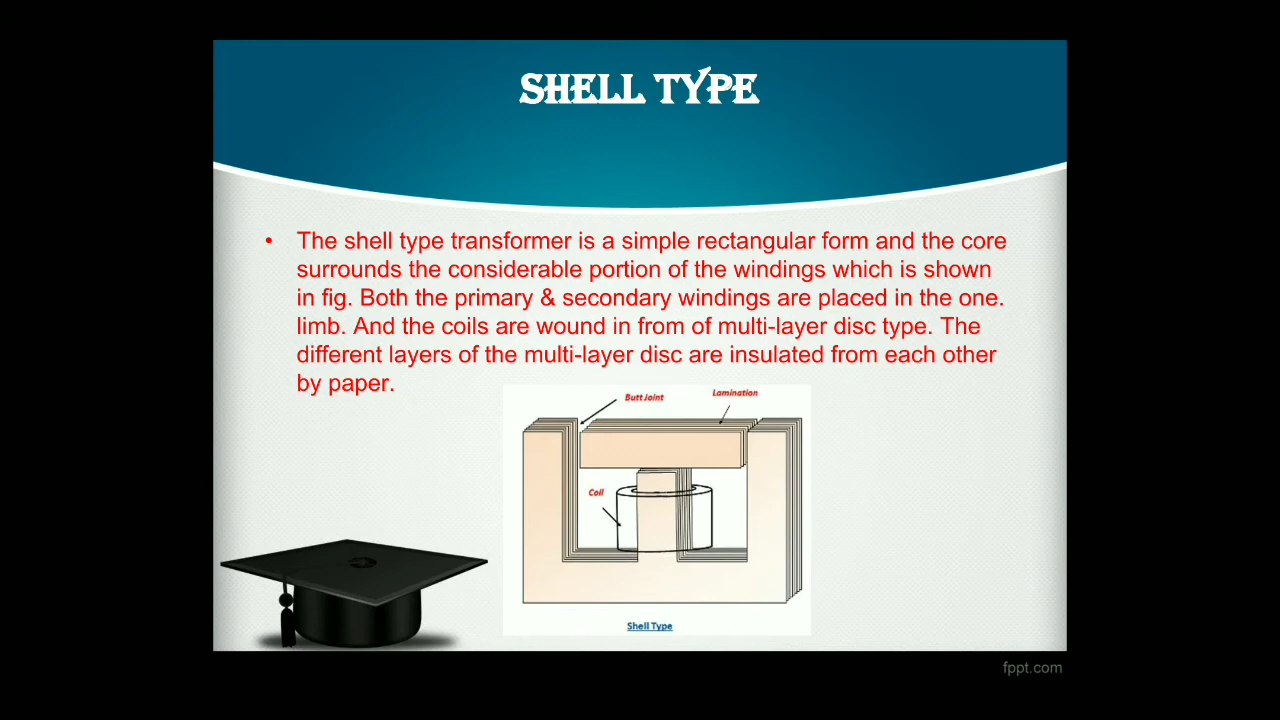 SHELL TYPE
• The shell type transformer is a simple rectangular form and the core
surrounds the considerable portion of the windings which is shown
in fig. Both the primary & secondary windings are placed in the one.
limb. And the coils are wound in from of multi-layer disc type. The
different layers of the multi-layer disc are insulated from each other
by paper.
Butt Joint
Lamination
Coil
Shell Type
fppt.com